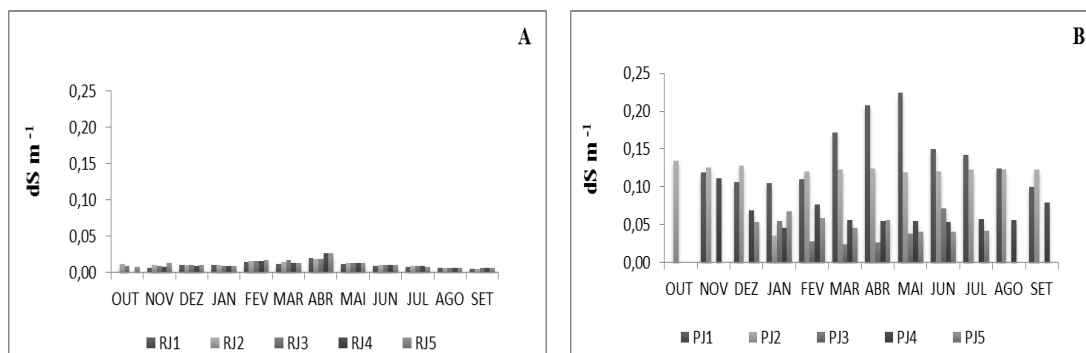 A
0,25
0,20
0,15
0,10
0,05
0,00
dS m -1
OUT NOV DEZ JAN FEV MAR ABR MAI JUN JUL AGO SET
RJ1 RJ2 RJ3 RJ4 RJ5
B
0,25
0,20
0,15
0,10
0,05
0,00
dS m -1
OUT NOV DEZ JAN FEV MAR ABR MAI JUN JUL AGO SET
PJ1 PJ2 PJ3 PJ4 PJ5